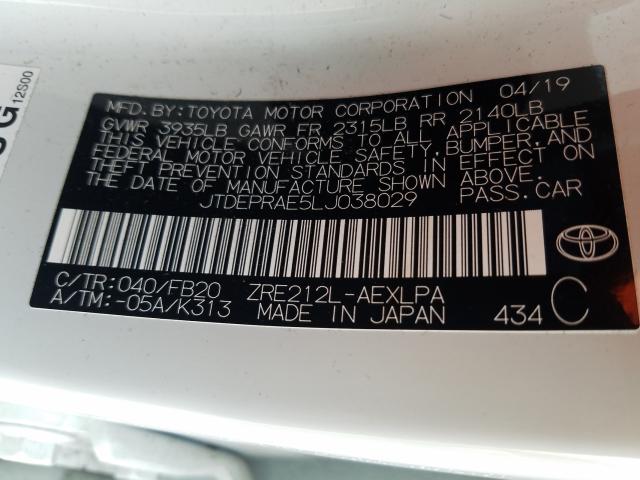 MFD.BY:TOYOTA MOTOR CORPORATION 04/19
GVWR 3935LB GAWR FR 2315LB RR 2140LB
THIS VEHICLE CONFORMS TO ALL APPLICABLE
FEDERAL MOTOR VEHICLE SAFETY,BUMPER,AND
THEFT PREVENTION STANDARDS IN EFFECT ON
THE DATE OF MANUFACTURE SHOWN ABOVE.
JTDEPRAE5LJ038029 PASS.CAR
C/TR:040/FB20 ZRE212L-AEXLPA
A/TM:-05A/K313 MADE IN JAPAN 434 C
12S00